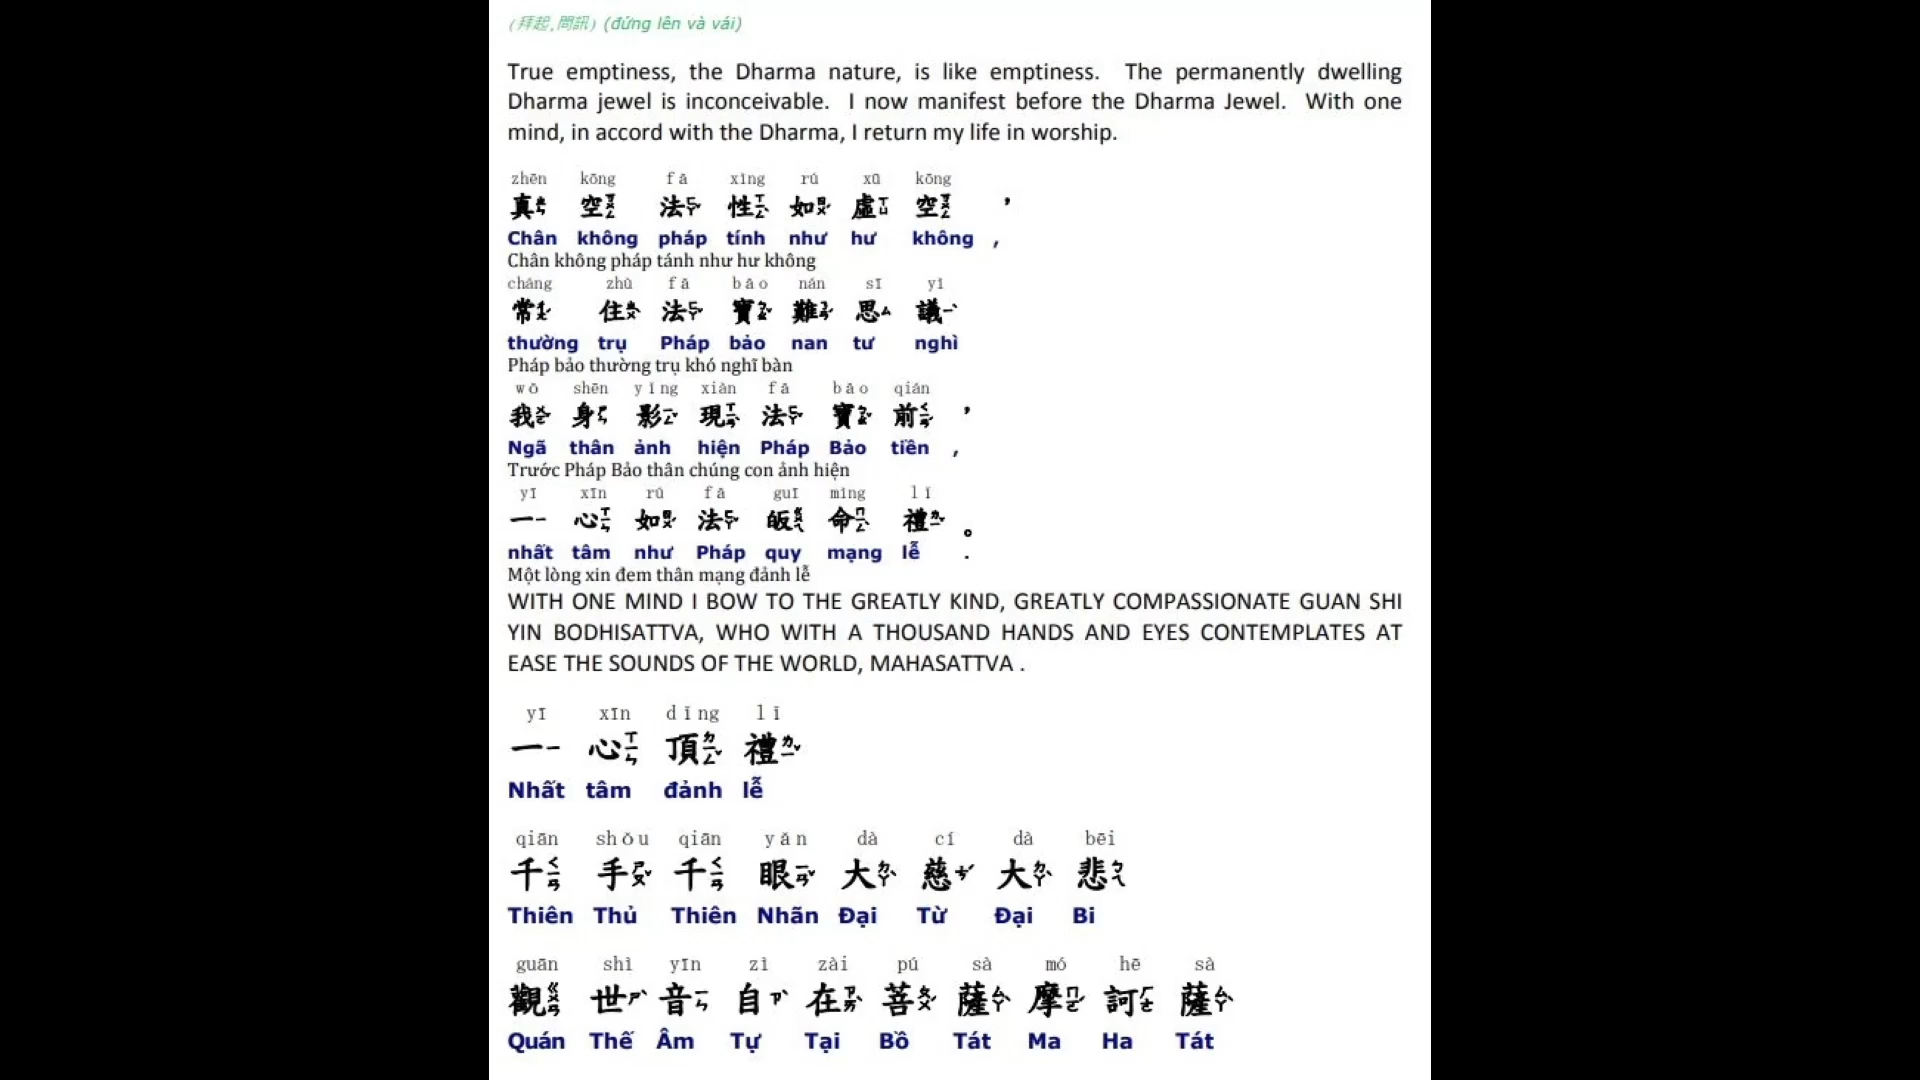 (拜起,問訊) (đứng lên và vái)
True emptiness, the Dharma nature, is like emptiness. The permanently dwelling
Dharma jewel is inconceivable. I now manifest before the Dharma Jewel. With one
mind, in accord with the Dharma, I return my life in worship.
zhēn kōng fǎ xìng rú xū kōng
真 空 法 性 如 虛 空 ，
Chân không pháp tính như hư không ,
Chân không pháp tánh như hư không
cháng zhù fǎ bǎo nán sī yì
常 住 法 寶 難 思 議
thường trụ Pháp bảo nan tư nghì
Pháp bảo thường trụ khó nghĩ bàn
wǒ shēn yǐng xiàn fǎ bǎo qián
我 身 影 現 法 寶 前 ，
Ngã thân ảnh hiện Pháp Bảo tiền ,
Trước Pháp Bảo thân chúng con ảnh hiện
yī xīn rú fǎ guī mìng lǐ
一 心 如 法 皈 命 禮 。
nhất tâm như Pháp quy mạng lễ .
Một lòng xin đem thân mạng đảnh lễ
WITH ONE MIND I BOW TO THE GREATLY KIND, GREATLY COMPASSIONATE GUAN SHI
YIN BODHISATTVA, WHO WITH A THOUSAND HANDS AND EYES CONTEMPLATES AT
EASE THE SOUNDS OF THE WORLD, MAHASATTVA .
yī xīn dǐng lǐ
一 心 頂 禮
Nhất tâm đảnh lễ
qiān shǒu qiān yǎn dà cí dà bēi
千 手 千 眼 大 慈 大 悲
Thiên Thủ Thiên Nhãn Đại Từ Đại Bi
guān shì yīn zì zài pú sà mó hē sà
觀 世 音 自 在 菩 薩 摩 訶 薩
Quán Thế Âm Tự Tại Bồ Tát Ma Ha Tát